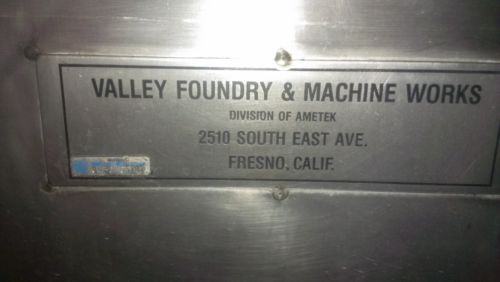 VALLEY FOUNDRY & MACHINE WORKS
DIVISION OF AMETEK
2510 SOUTH EAST AVE.
FRESNO, CALIF.